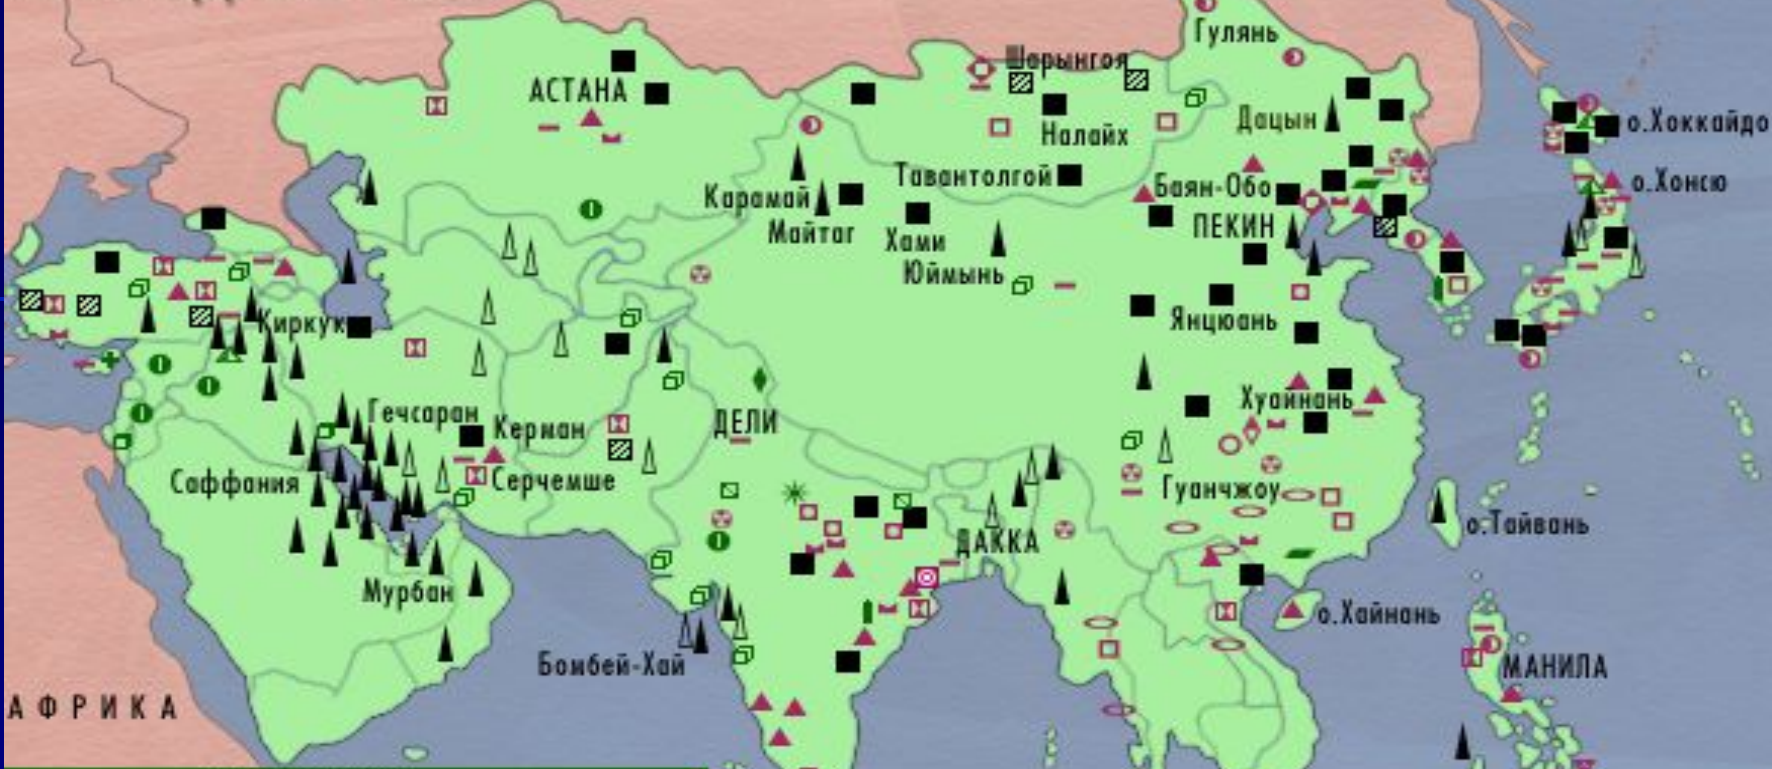 Гулянь
Шарынгоя
АСТАНА
Дацын
о.Хоккайдо
Налайх
Тавантолгой
Баян-Обо
о.Хонсю
Карамай
Майтаг
Хами
ПЕКИН
Юймынь
Киркук
Янцюань
Гечсаран
Керман
ДЕЛИ
Хуайнань
Саффания
Серчемше
Гуанчжоу
о.Тайвань
ДАККА
Мурбан
о.Хайнань
Бомбей-Хай
МАНИЛА
АФРИКА